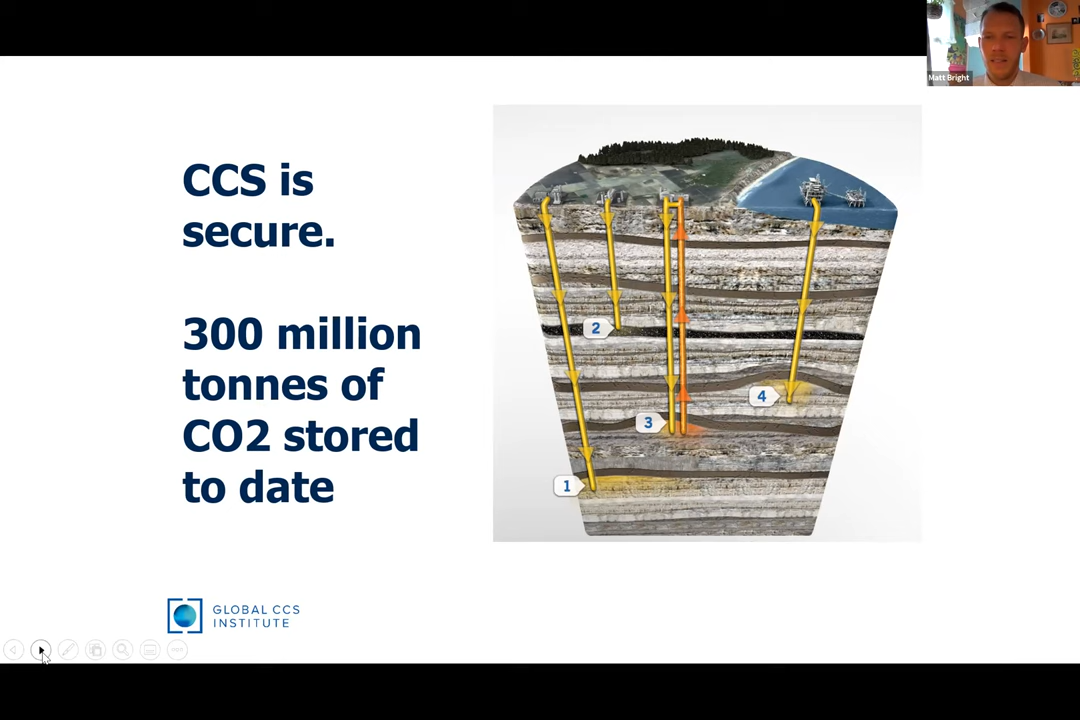 Matt Bright
CCS is
secure.
300 million
tonnes of
CO2 stored
to date
2
4
3
1
GLOBAL CCS
INSTITUTE